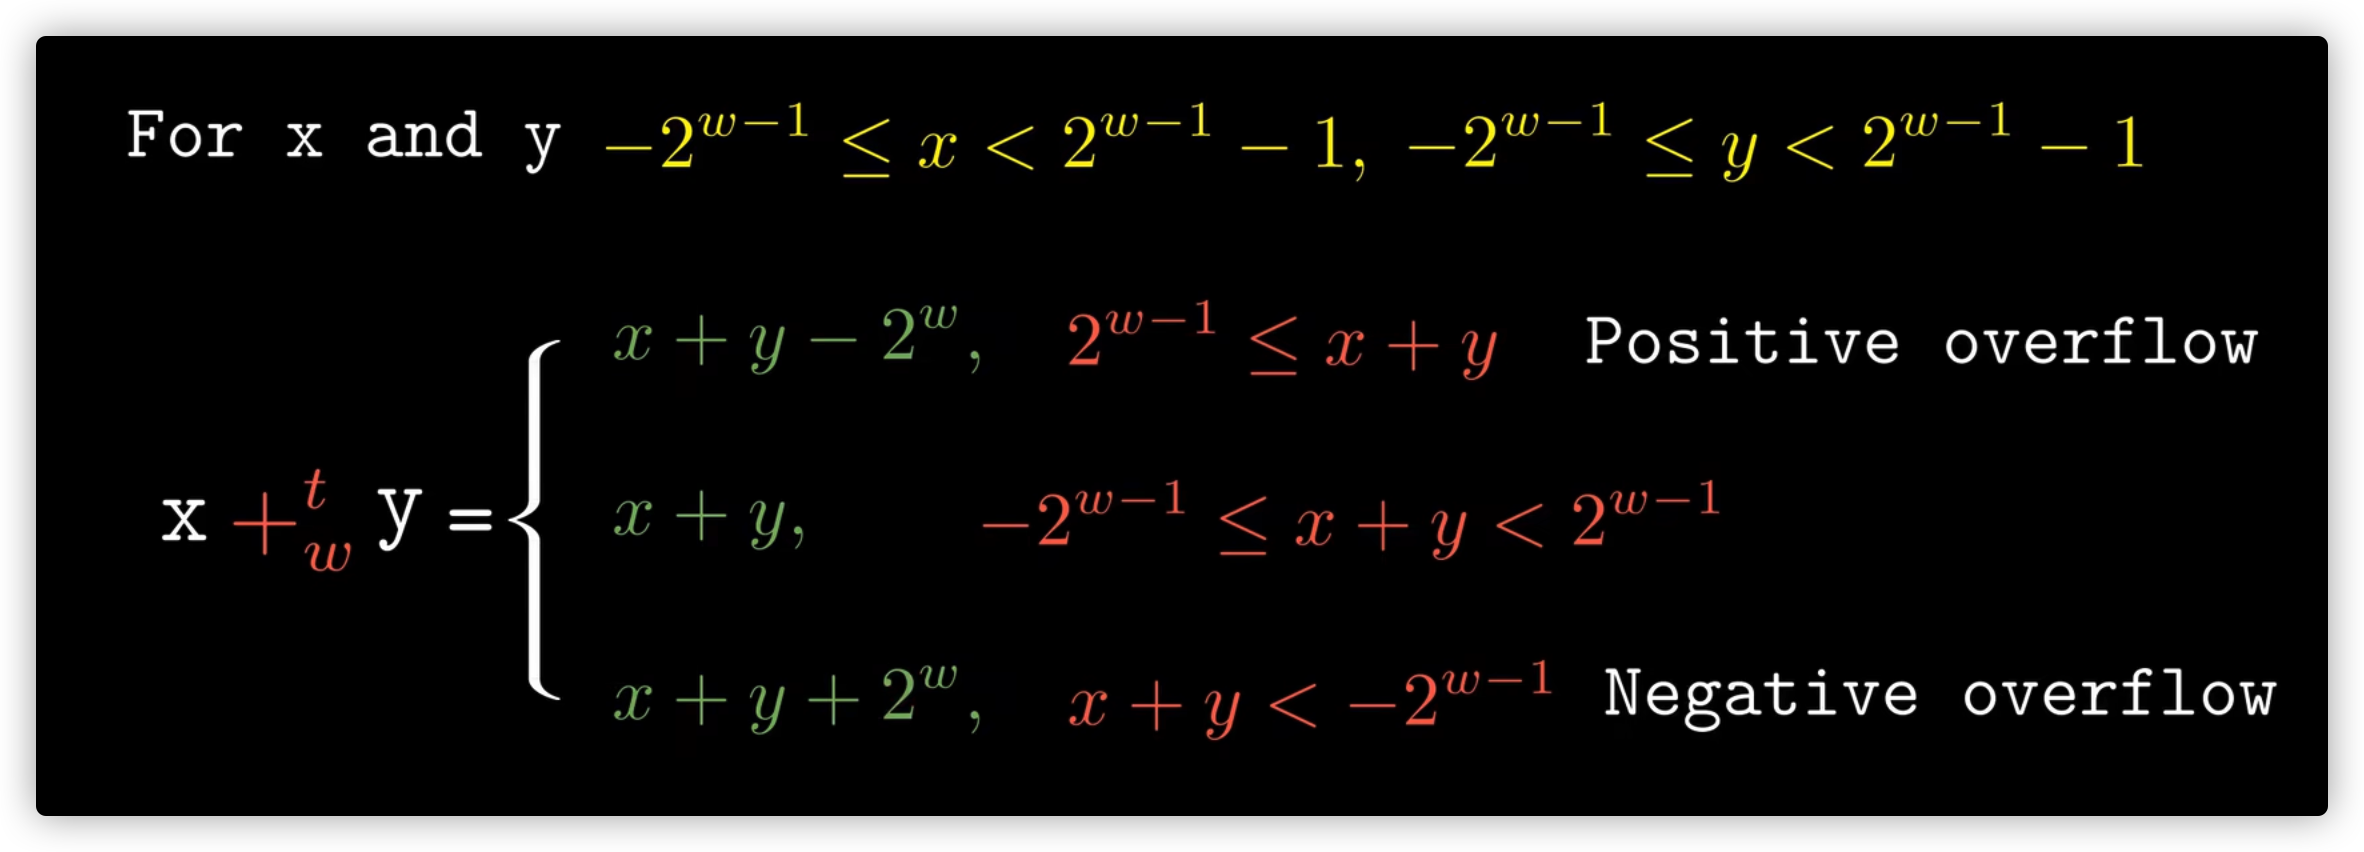 For x and y −2^{w−1} ≤ x < 2^{w−1} − 1, −2^{w−1} ≤ y < 2^{w−1} − 1
x + y − 2^w, 2^{w−1} ≤ x + y Positive overflow
x +^t_w y = { x + y, −2^{w−1} ≤ x + y < 2^{w−1}
x + y + 2^w, x + y < −2^{w−1} Negative overflow